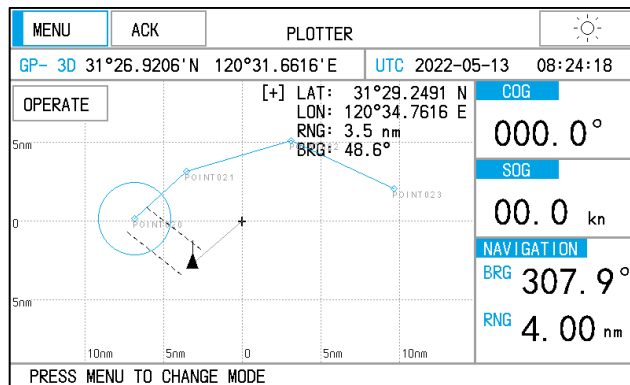 MENU ACK PLOTTER
GP- 3D 31°26.9206'N 120°31.6616'E UTC 2022-05-13 08:24:18
OPERATE
[+] LAT: 31°29.2491 N
LON: 120°34.7616 E
RNG: 3.5 nm
BRG: 48.6°
5nm
0
5nm
POINT021
POINT023
POINT020
10nm 5nm 0 5nm 10nm
COG
000.0°
SOG
00.0 kn
NAVIGATION
BRG 307.9°
RNG 4.00 nm
PRESS MENU TO CHANGE MODE